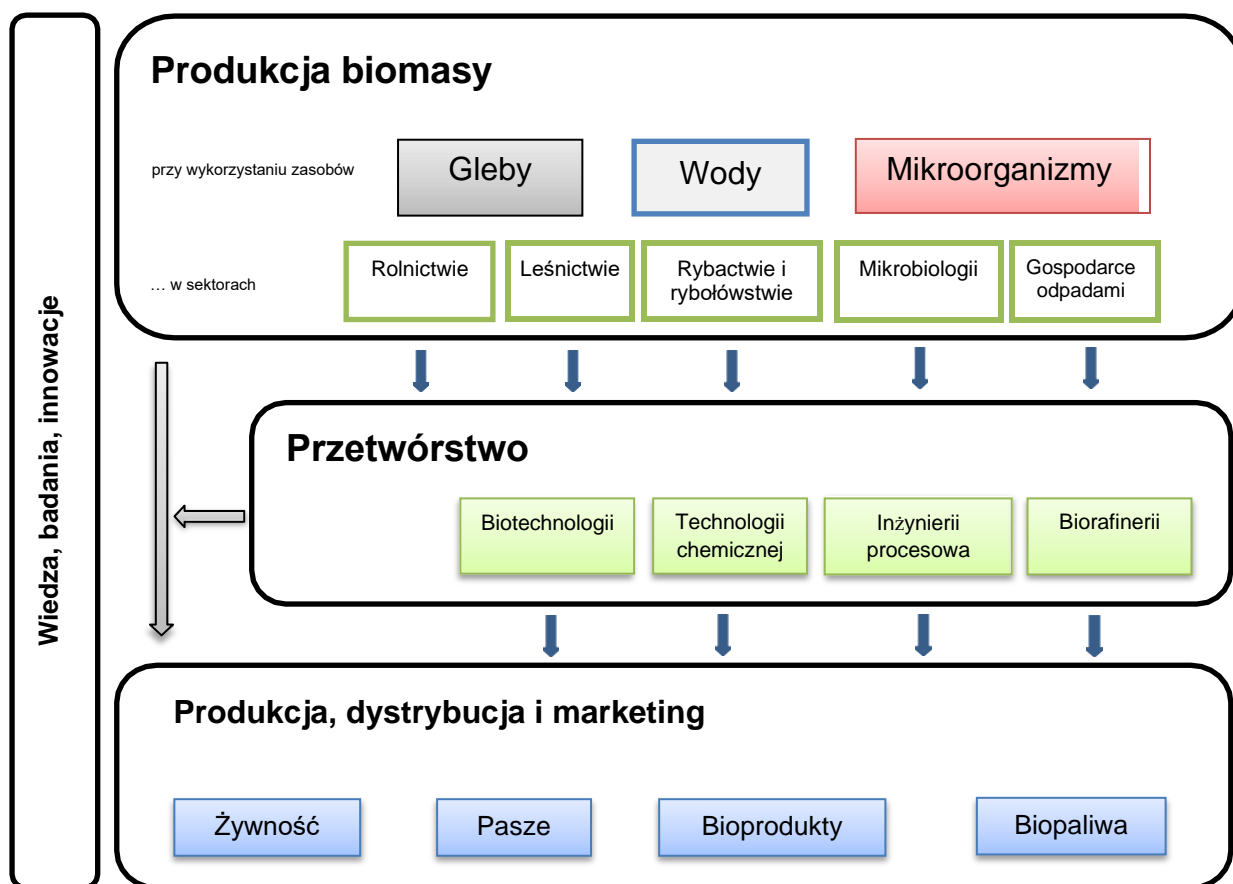 Wiedza, badania, innowacje
Produkcja biomasy
przy wykorzystaniu zasobów
Gleby
Wody
Mikroorganizmy
… w sektorach
Rolnictwie
Leśnictwie
Rybactwie i
rybołówstwie
Mikrobiologii
Gospodarce
odpadami
Przetwórstwo
Biotechnologii
Technologii
chemicznej
Inżynierii
procesowa
Biorafinerii
Produkcja, dystrybucja i marketing
Żywność
Pasze
Bioprodukty
Biopaliwa